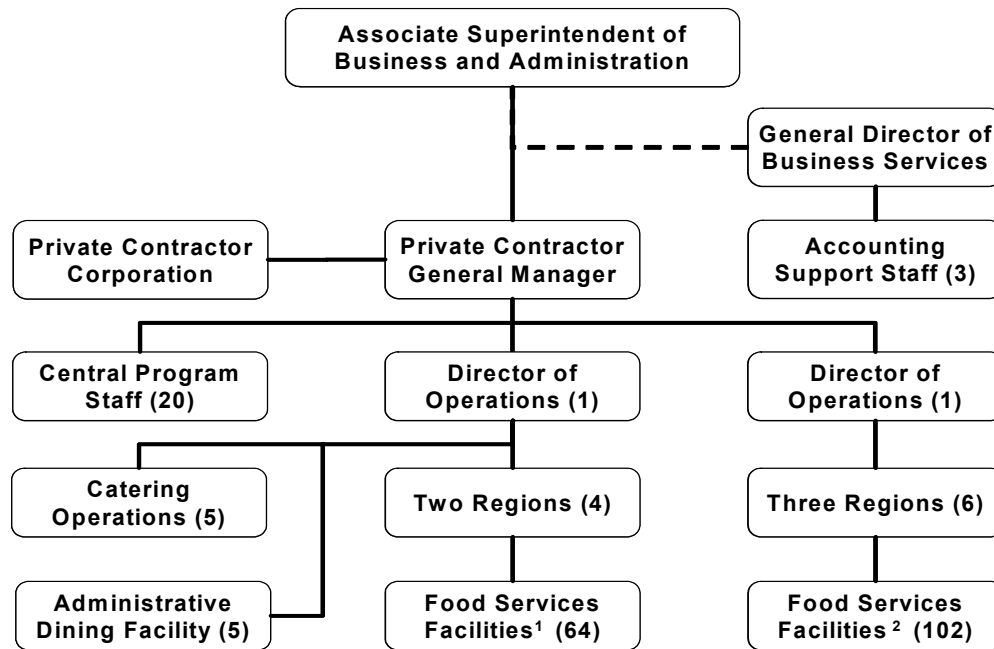 Associate Superintendent of
Business and Administration
General Director of
Business Services
Private Contractor
Corporation
Private Contractor
General Manager
Accounting
Support Staff (3)
Central Program
Staff (20)
Director of
Operations (1)
Director of
Operations (1)
Catering
Operations (5)
Two Regions (4)
Three Regions (6)
Administrative
Dining Facility (5)
Food Services
Facilities¹ (64)
Food Services
Facilities ² (102)